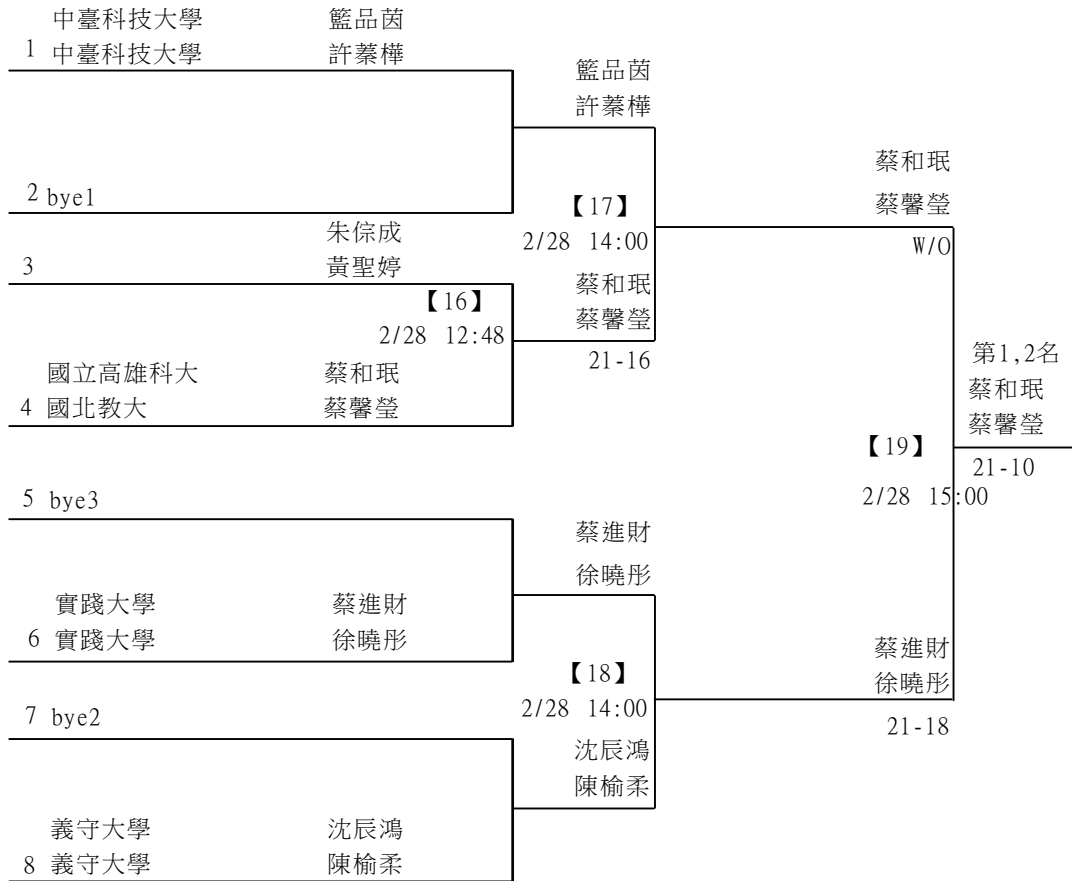 中臺科技大學 籃品茵
1 中臺科技大學 許蓁樺
籃品茵
許蓁樺
2 bye1
【17】
2/28 14:00
蔡和珉
蔡馨瑩
W/O
朱倧成
3 黃聖婷
【16】
2/28 12:48
蔡和珉
蔡馨瑩
21-16
國立高雄科大 蔡和珉
4 國北教大 蔡馨瑩
第1,2名
蔡和珉
蔡馨瑩
21-10
【19】
2/28 15:00
5 bye3
蔡進財
徐曉彤
實踐大學 蔡進財
6 實踐大學 徐曉彤
【18】
2/28 14:00
蔡進財
徐曉彤
21-18
7 bye2
沈辰鴻
陳榆柔
義守大學 沈辰鴻
8 義守大學 陳榆柔